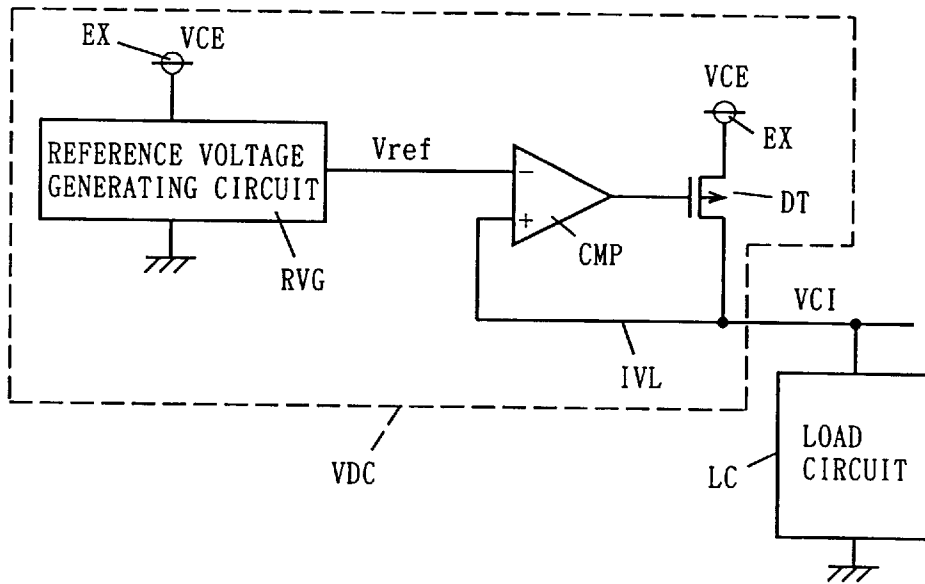 EX
VCE
VCE
EX
REFERENCE VOLTAGE
GENERATING CIRCUIT
Vref
−
+
CMP
DT
RVG
VCI
IVL
VDC
LC
LOAD
CIRCUIT